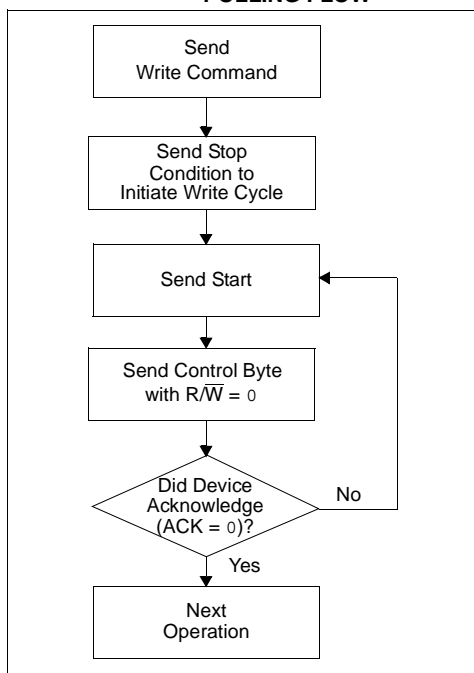 POLLING FLOW
Send
Write Command
Send Stop
Condition to
Initiate Write Cycle
Send Start
Send Control Byte
with R/W̅ = 0
Did Device
Acknowledge
(ACK = 0)?
No
Yes
Next
Operation